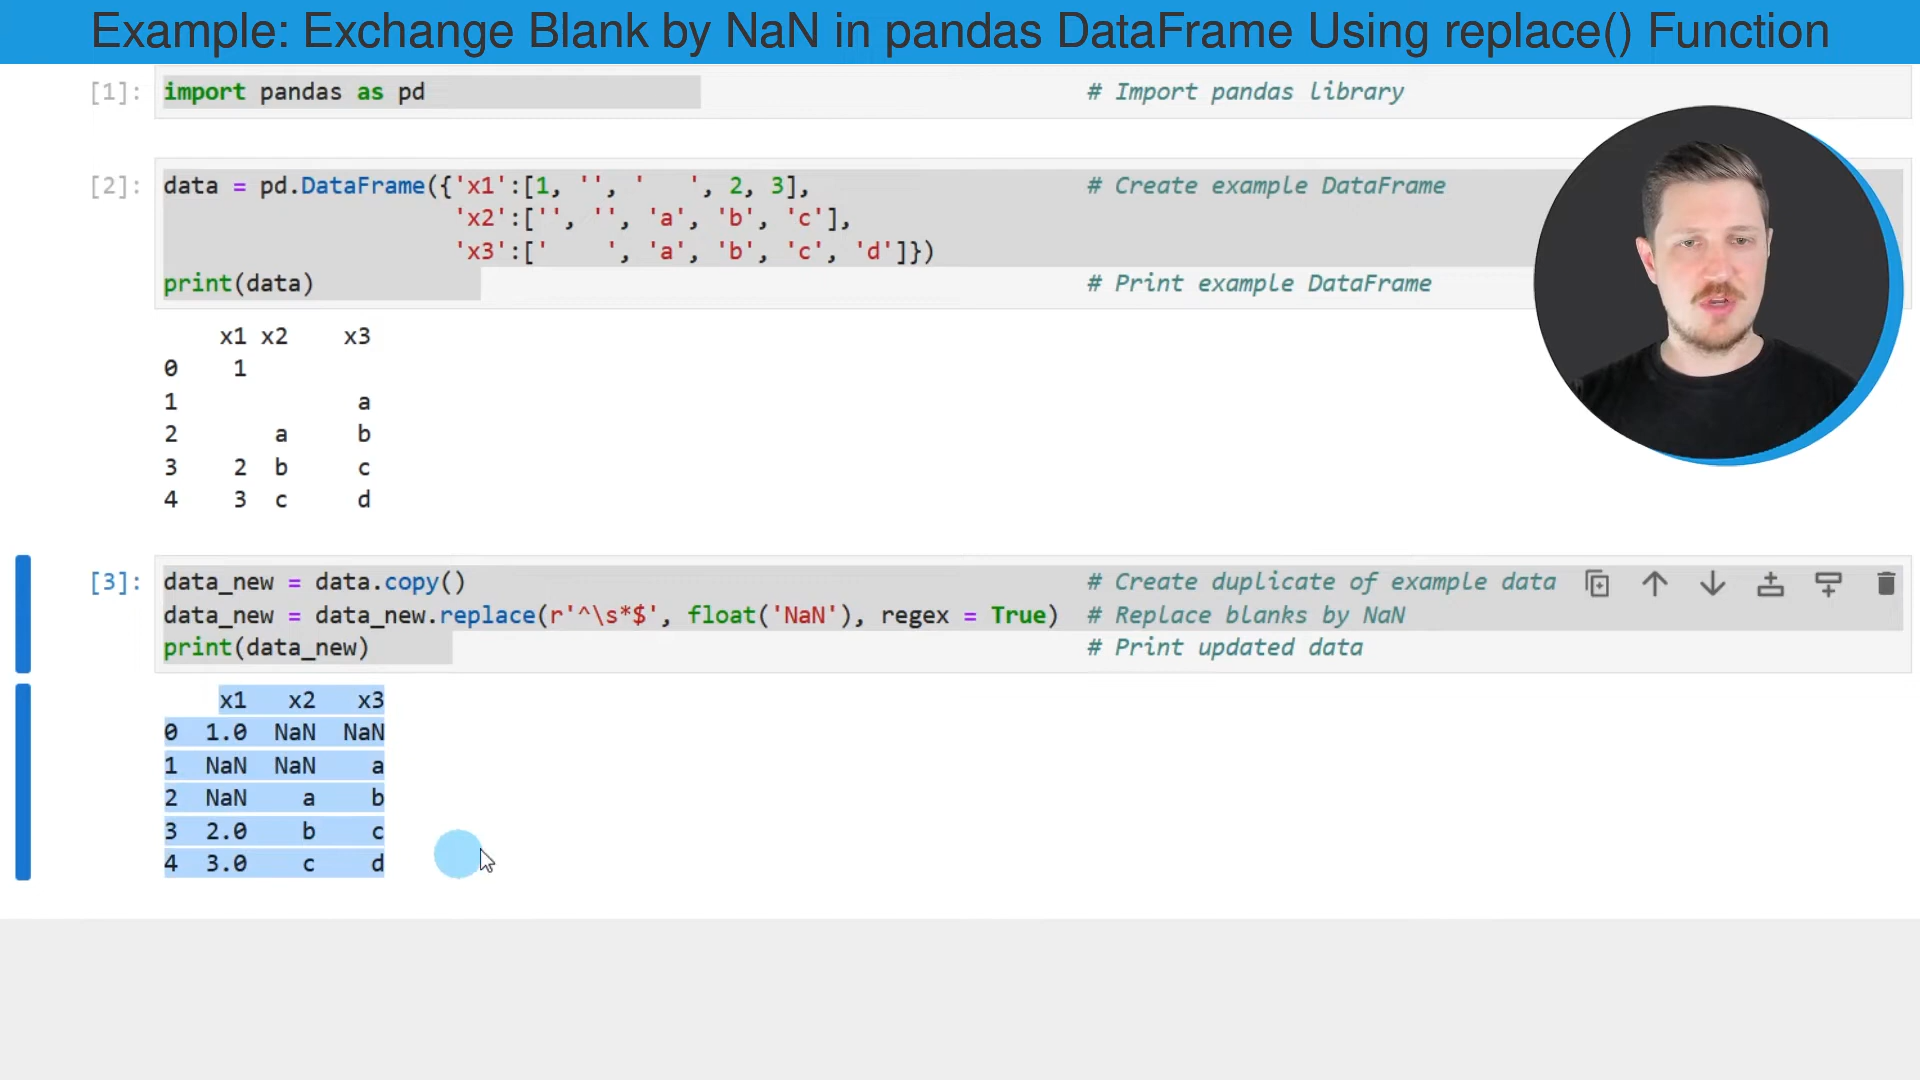 Example: Exchange Blank by NaN in pandas DataFrame Using replace() Function
[1]: import pandas as pd # Import pandas library
[2]: data = pd.DataFrame({'x1':[1, '', '   ', 2, 3], # Create example DataFrame
'x2':['', '', 'a', 'b', 'c'],
'x3':['    ', 'a', 'b', 'c', 'd']})
print(data) # Print example DataFrame
x1 x2 x3
0 1
1 a
2 a b
3 2 b c
4 3 c d
[3]: data_new = data.copy() # Create duplicate of example data
data_new = data_new.replace(r'^\s*$', float('NaN'), regex = True) # Replace blanks by NaN
print(data_new) # Print updated data
x1 x2 x3
0 1.0 NaN NaN
1 NaN NaN a
2 NaN a b
3 2.0 b c
4 3.0 c d